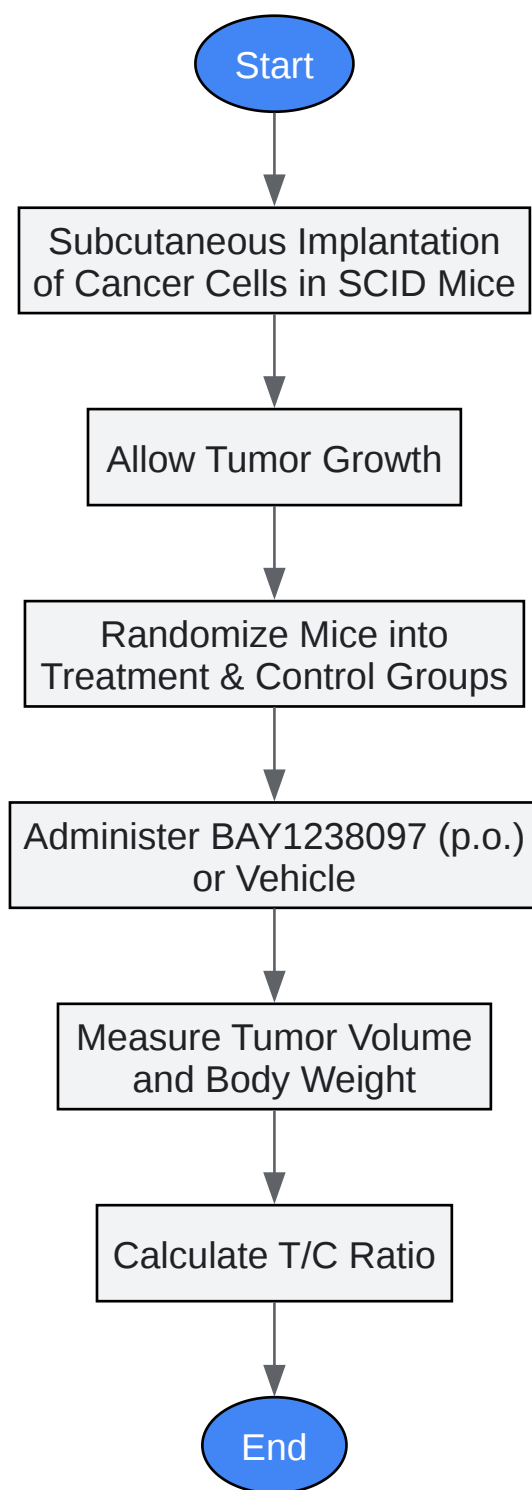 Start
Subcutaneous Implantation
of Cancer Cells in SCID Mice
Allow Tumor Growth
Randomize Mice into
Treatment & Control Groups
Administer BAY1238097 (p.o.)
or Vehicle
Measure Tumor Volume
and Body Weight
Calculate T/C Ratio
End